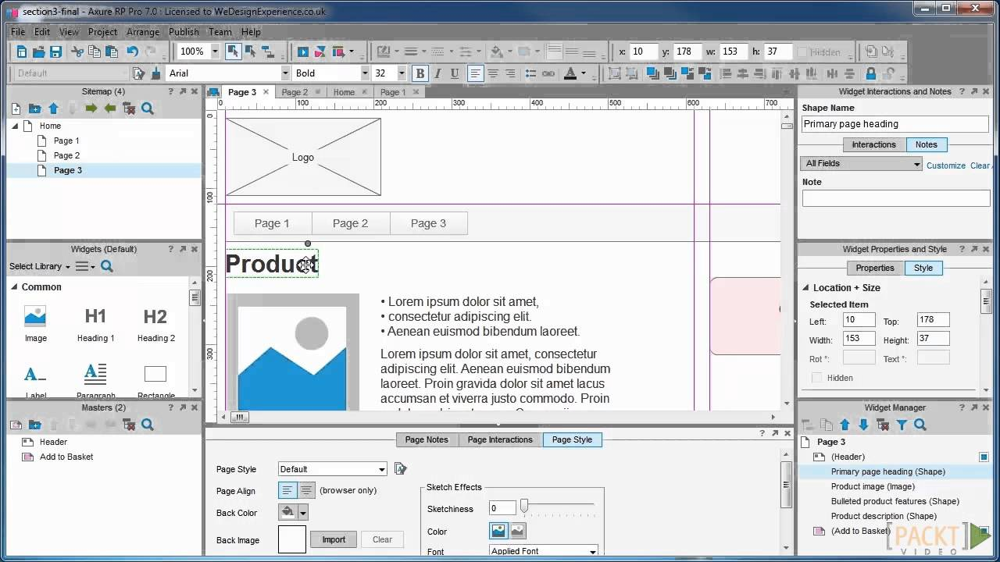 section3-final - Axure RP Pro 7.0 : Licensed to WeDesignExperience.co.uk
File Edit View Project Arrange Publish Team Help
100% x: 10 y: 178 w: 153 h: 37 Hidden
Default Arial Bold 32 B I U A
Sitemap (4)
Home
Page 1
Page 2
Page 3
Widgets (Default)
Select Library
Common
Image
H1
Heading 1
H2
Heading 2
A
Label
A
Paragraph
Rectangle
Masters (2)
Header
Add to Basket
Page 3 Page 2 Home Page 1
0 100 200 300 400 500 600 700
0
100
200
300
Logo
Page 1 Page 2 Page 3
Product
• Lorem ipsum dolor sit amet,
• consectetur adipiscing elit.
• Aenean euismod bibendum laoreet.
Lorem ipsum dolor sit amet, consectetur
adipiscing elit. Aenean euismod bibendum
laoreet. Proin gravida dolor sit amet lacus
accumsan et viverra justo commodo. Proin
Page Notes Page Interactions Page Style
Page Style Default
Page Align (browser only)
Back Color
Back Image Import Clear
Sketch Effects
Sketchiness 0
Color
Font Applied Font
Widget Interactions and Notes
Shape Name
Primary page heading
Interactions Notes
All Fields Customize Clear
Note
Widget Properties and Style
Properties Style
Location + Size
Selected Item
Left: 10 Top: 178
Width: 153 Height: 37
Rot °: Text °:
Hidden
Widget Manager
Page 3
(Header)
Primary page heading (Shape)
Product image (Image)
Bulleted product features (Shape)
Product description (Shape)
(Add to Basket)
PACKT
VIDEO